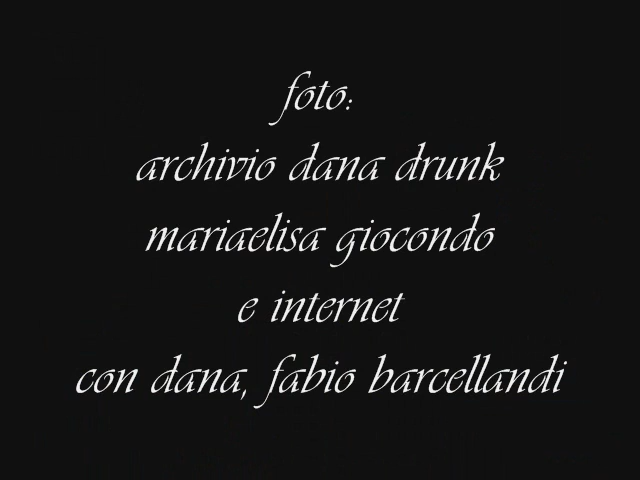 foto:
archivio dana drunk
mariaelisa giocondo
e internet
con dana, fabio barcellandi